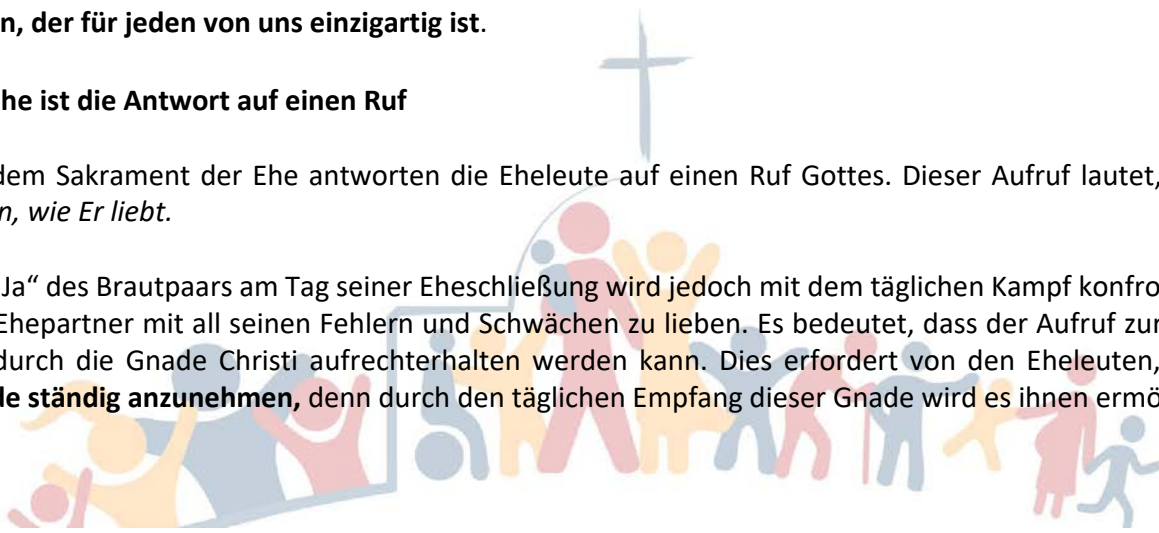 n, der für jeden von uns einzigartig ist.
he ist die Antwort auf einen Ruf
dem Sakrament der Ehe antworten die Eheleute auf einen Ruf Gottes. Dieser Aufruf lautet,
n, wie Er liebt.
Ja“ des Brautpaars am Tag seiner Eheschließung wird jedoch mit dem täglichen Kampf konfro
Ehepartner mit all seinen Fehlern und Schwächen zu lieben. Es bedeutet, dass der Aufruf zur
durch die Gnade Christi aufrechterhalten werden kann. Dies erfordert von den Eheleuten,
de ständig anzunehmen, denn durch den täglichen Empfang dieser Gnade wird es ihnen ermö